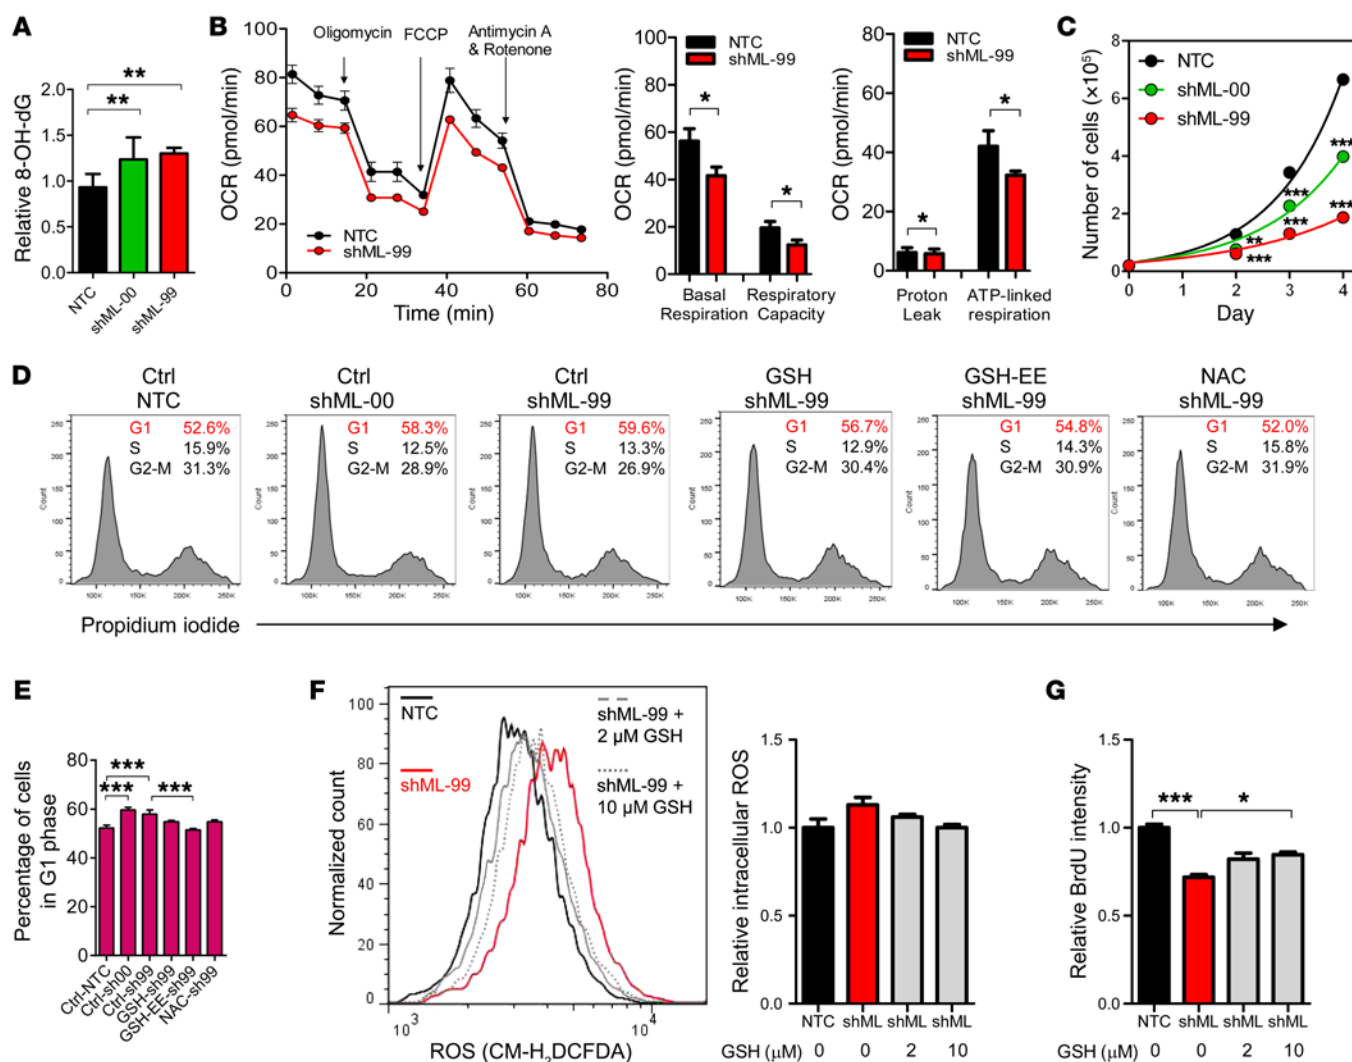 A
Relative 8-OH-dG
2.0
1.5
1.0
0.5
0.0
**
**
NTC
shML-00
shML-99
B
OCR (pmol/min)
100
80
60
40
20
0
Oligomycin
FCCP
Antimycin A
& Rotenone
NTC
shML-99
0
20
40
60
80
Time (min)
OCR (pmol/min)
100
80
60
40
20
0
NTC
shML-99
*
*
Basal
Respiration
Respiratory
Capacity
OCR (pmol/min)
80
60
40
20
0
NTC
shML-99
*
*
Proton
Leak
ATP-linked
respiration
C
Number of cells (×10⁵)
8
6
4
2
0
NTC
shML-00
shML-99
**
***
***
***
***
***
0
1
2
3
4
Day
D
Ctrl
NTC
G1 52.6%
S 15.9%
G2-M 31.3%
Ctrl
shML-00
G1 58.3%
S 12.5%
G2-M 28.9%
Ctrl
shML-99
G1 59.6%
S 13.3%
G2-M 26.9%
GSH
shML-99
G1 56.7%
S 12.9%
G2-M 30.4%
GSH-EE
shML-99
G1 54.8%
S 14.3%
G2-M 30.9%
NAC
shML-99
G1 52.0%
S 15.8%
G2-M 31.9%
Count
250
200
150
100
50
0
100K
150K
200K
250K
Propidium iodide
E
Percentage of cells
in G1 phase
80
60
40
20
0
***
***
***
Ctrl-NTC
Ctrl-sh00
Ctrl-sh99
GSH-sh99
GSH-EE-sh99
NAC-sh99
F
Normalized count
100
80
60
40
20
0
NTC
shML-99
shML-99 +
2 µM GSH
shML-99 +
10 µM GSH
10³
10⁴
ROS (CM-H₂DCFDA)
Relative intracellular ROS
1.5
1.0
0.5
0.0
NTC shML shML shML
GSH (µM) 0 0 2 10
G
Relative BrdU intensity
1.5
1.0
0.5
0.0
***
*
NTC shML shML shML
GSH (µM) 0 0 2 10